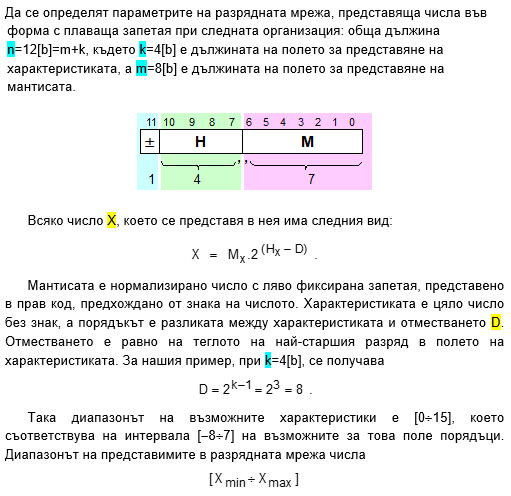 Да се определят параметрите на разрядната мрежа, представяща числа във
форма с плаваща запетая при следната организация: обща дължина
n=12[b]=m+k, където k=4[b] е дължината на полето за представяне на
характеристиката, а m=8[b] е дължината на полето за представяне на
мантисата.
11 10 9 8 7 6 5 4 3 2 1 0
± H M
,,
1 4 7
Всяко число X, което се представя в нея има следния вид:
X = Mx.2^(Hx – D) .
Мантисата е нормализирано число с ляво фиксирана запетая, представено
в прав код, предхождано от знака на числото. Характеристиката е цяло число
без знак, а порядъкът е разликата между характеристиката и отместването D.
Отместването е равно на теглото на най-старшия разряд в полето на
характеристиката. За нашия пример, при k=4[b], се получава
D = 2^k–1 = 2^3 = 8 .
Така диапазонът на възможните характеристики е [0÷15], което
съответствува на интервала [–8÷7] на възможните за това поле порядъци.
Диапазонът на представимите в разрядната мрежа числа
[ X min ÷ X max ]